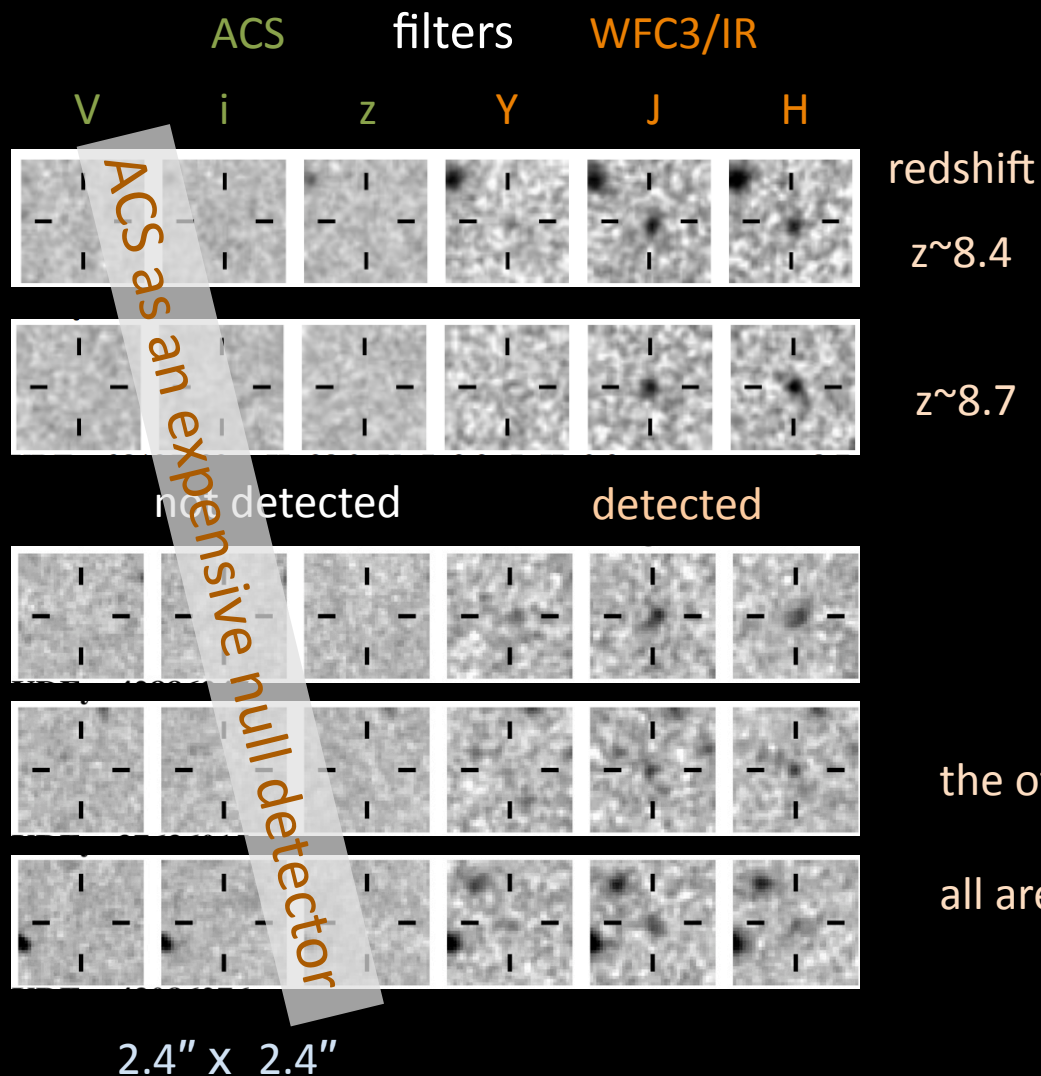 ACS filters WFC3/IR
V i z Y J H
redshift
z~8.4
z~8.7
ACS as an expensive null detector
not detected detected
the
all are
2.4" x 2.4"